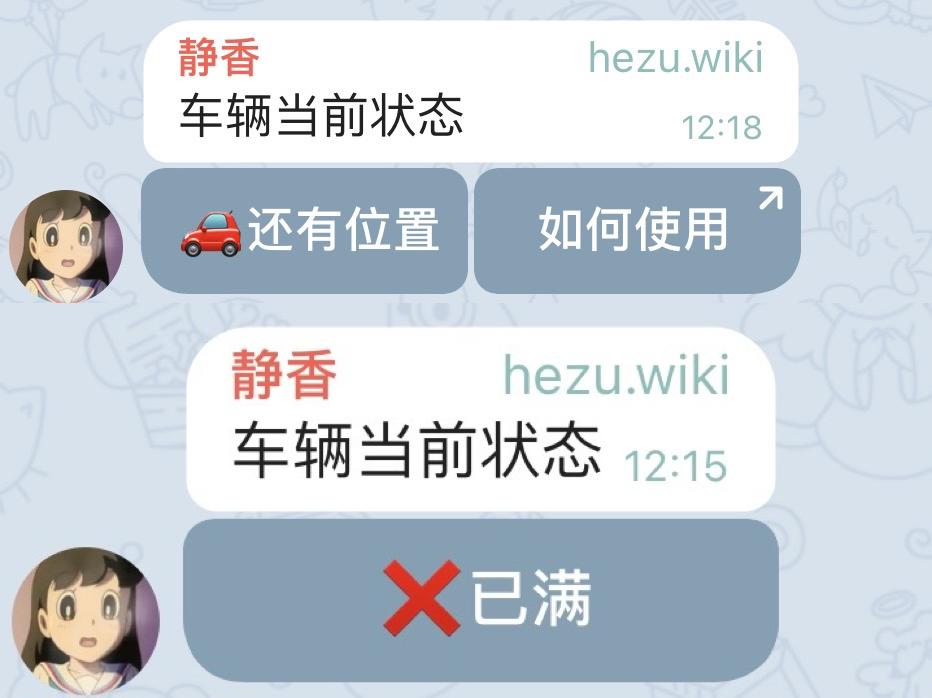 静香 hezu.wiki
车辆当前状态 12:18
🚗还有位置 如何使用
静香 hezu.wiki
车辆当前状态 12:15
❌已满